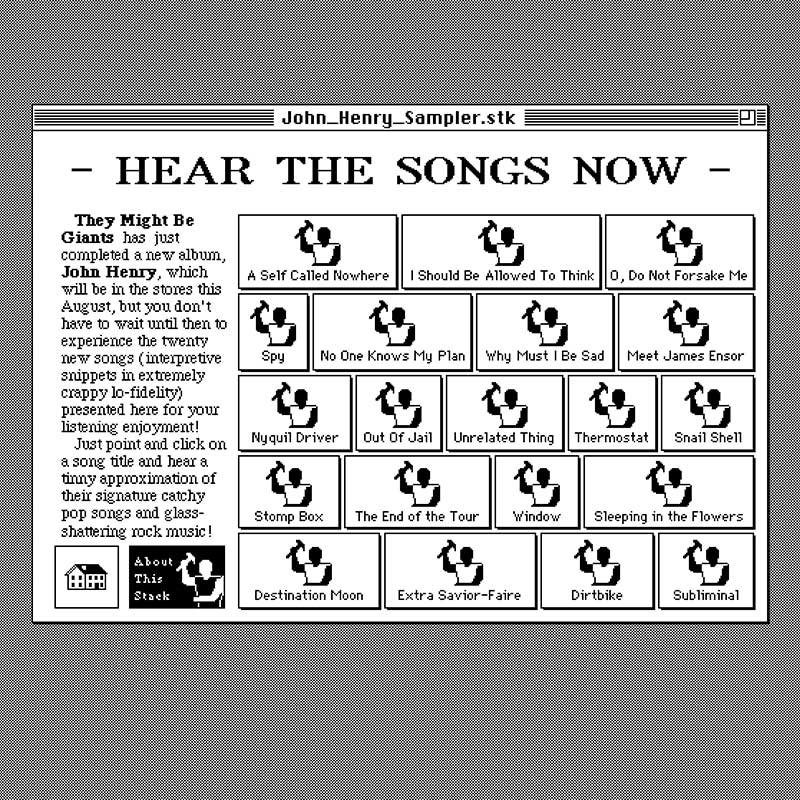 John_Henry_Sampler.stk
- HEAR THE SONGS NOW -
They Might Be
Giants has just
completed a new album,
John Henry, which
will be in the stores this
August, but you don't
have to wait until then to
experience the twenty
new songs (interpretive
snippets in extremely
crappy lo-fidelity)
presented here for your
listening enjoyment!
Just point and click on
a song title and hear a
tinny approximation of
their signature catchy
pop songs and glass-
shattering rock music!
About
This
Stack
A Self Called Nowhere
I Should Be Allowed To Think
O, Do Not Forsake Me
Spy
No One Knows My Plan
Why Must I Be Sad
Meet James Ensor
Nyquil Driver
Out Of Jail
Unrelated Thing
Thermostat
Snail Shell
Stomp Box
The End of the Tour
Window
Sleeping in the Flowers
Destination Moon
Extra Savior-Faire
Dirtbike
Subliminal